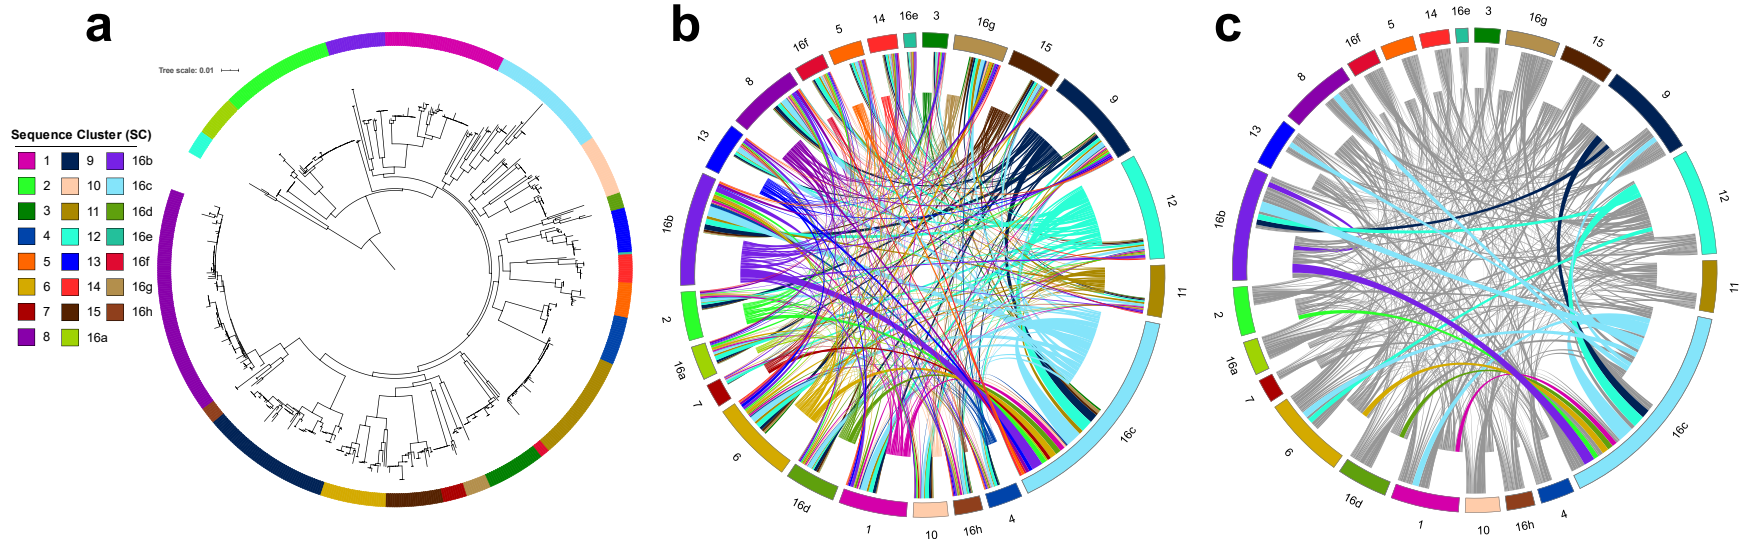 a
Tree scale: 0.01
Sequence Cluster (SC)
1 9 16b
2 10 16c
3 11 16d
4 12 16e
5 13 16f
6 14 16g
7 15 16h
8 16a
b
16e 3
14 16g
5 15
16f
8 9
13
16b 12
2 11
16a
7
6 16c
16d
1 10 16h 4
c
16e 3
14 16g
5 15
16f
8 9
13
16b 12
2 11
16a
7
6 16c
16d
1 10 16h 4